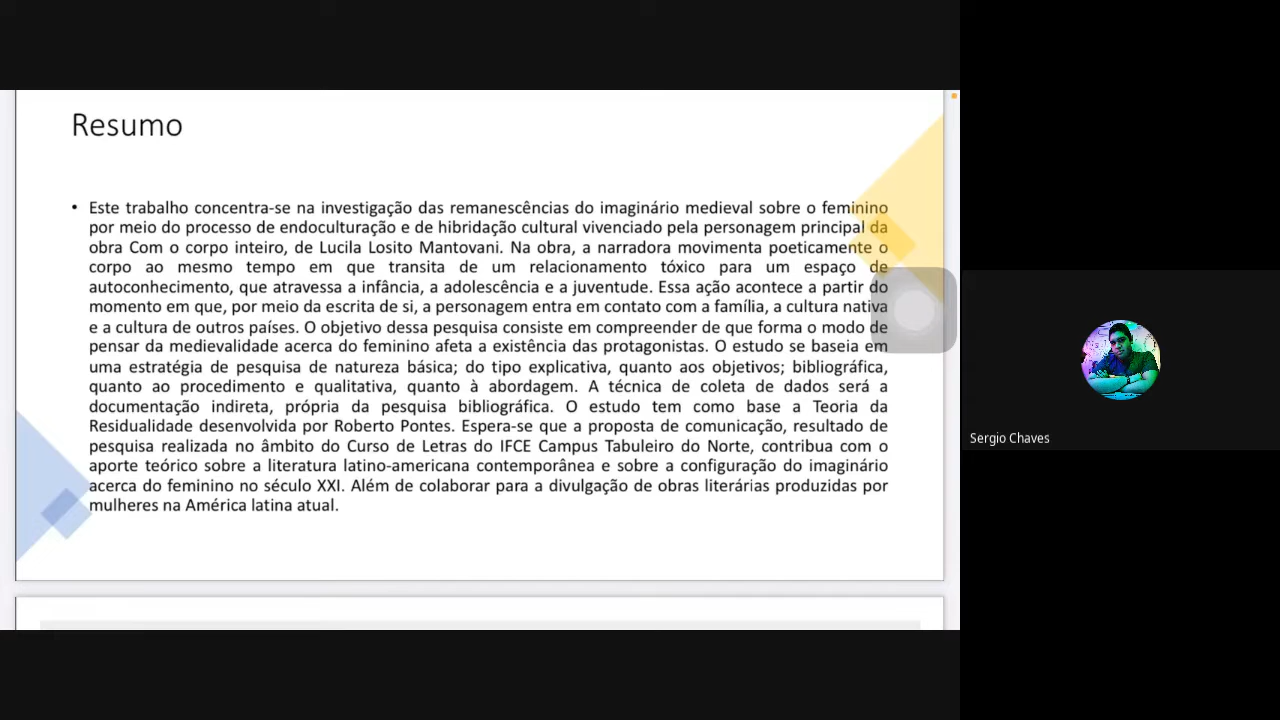 Resumo
• Este trabalho concentra-se na investigação das remanescências do imaginário medieval sobre o feminino
por meio do processo de endoculturação e de hibridação cultural vivenciado pela personagem principal da
obra Com o corpo inteiro, de Lucila Losito Mantovani. Na obra, a narradora movimenta poeticamente o
corpo ao mesmo tempo em que transita de um relacionamento tóxico para um espaço de
autoconhecimento, que atravessa a infância, a adolescência e a juventude. Essa ação acontece a partir do
momento em que, por meio da escrita de si, a personagem entra em contato com a família, a cultura nativa
e a cultura de outros países. O objetivo dessa pesquisa consiste em compreender de que forma o modo de
pensar da medievalidade acerca do feminino afeta a existência das protagonistas. O estudo se baseia em
uma estratégia de pesquisa de natureza básica; do tipo explicativa, quanto aos objetivos; bibliográfica,
quanto ao procedimento e qualitativa, quanto à abordagem. A técnica de coleta de dados será a
documentação indireta, própria da pesquisa bibliográfica. O estudo tem como base a Teoria da
Residualidade desenvolvida por Roberto Pontes. Espera-se que a proposta de comunicação, resultado de
pesquisa realizada no âmbito do Curso de Letras do IFCE Campus Tabuleiro do Norte, contribua com o
aporte teórico sobre a literatura latino-americana contemporânea e sobre a configuração do imaginário
acerca do feminino no século XXI. Além de colaborar para a divulgação de obras literárias produzidas por
mulheres na América latina atual.
Sergio Chaves